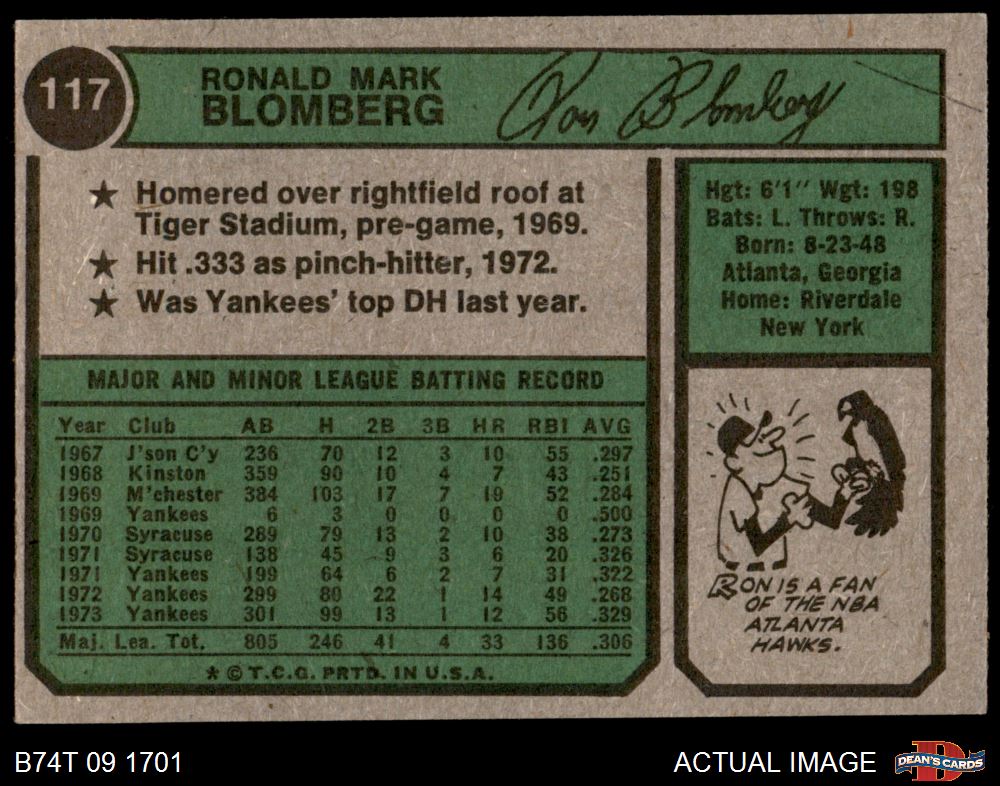 117
RONALD MARK
BLOMBERG
Ron Blomberg
★ Homered over rightfield roof at
Tiger Stadium, pre-game, 1969.
★ Hit .333 as pinch-hitter, 1972.
★ Was Yankees' top DH last year.
Hgt: 6'1" Wgt: 198
Bats: L. Throws: R.
Born: 8-23-48
Atlanta, Georgia
Home: Riverdale
New York
MAJOR AND MINOR LEAGUE BATTING RECORD
Year Club AB H 2B 3B HR RBI AVG
1967 J'son C'y 236 70 12 3 10 55 .297
1968 Kinston 359 90 10 4 7 43 .251
1969 M'chester 384 103 17 7 19 52 .284
1969 Yankees 6 3 0 0 0 0 .500
1970 Syracuse 289 79 13 2 10 38 .273
1971 Syracuse 138 45 9 3 6 20 .326
1971 Yankees 199 64 6 2 7 31 .322
1972 Yankees 299 80 22 1 14 49 .268
1973 Yankees 301 99 13 1 12 56 .329
Maj. Lea. Tot. 805 246 41 4 33 136 .306
* © T.C.G. PRTD. IN U.S.A.
RON IS A FAN
OF THE NBA
ATLANTA
HAWKS.
B74T 09 1701
ACTUAL IMAGE
DEAN'S CARDS